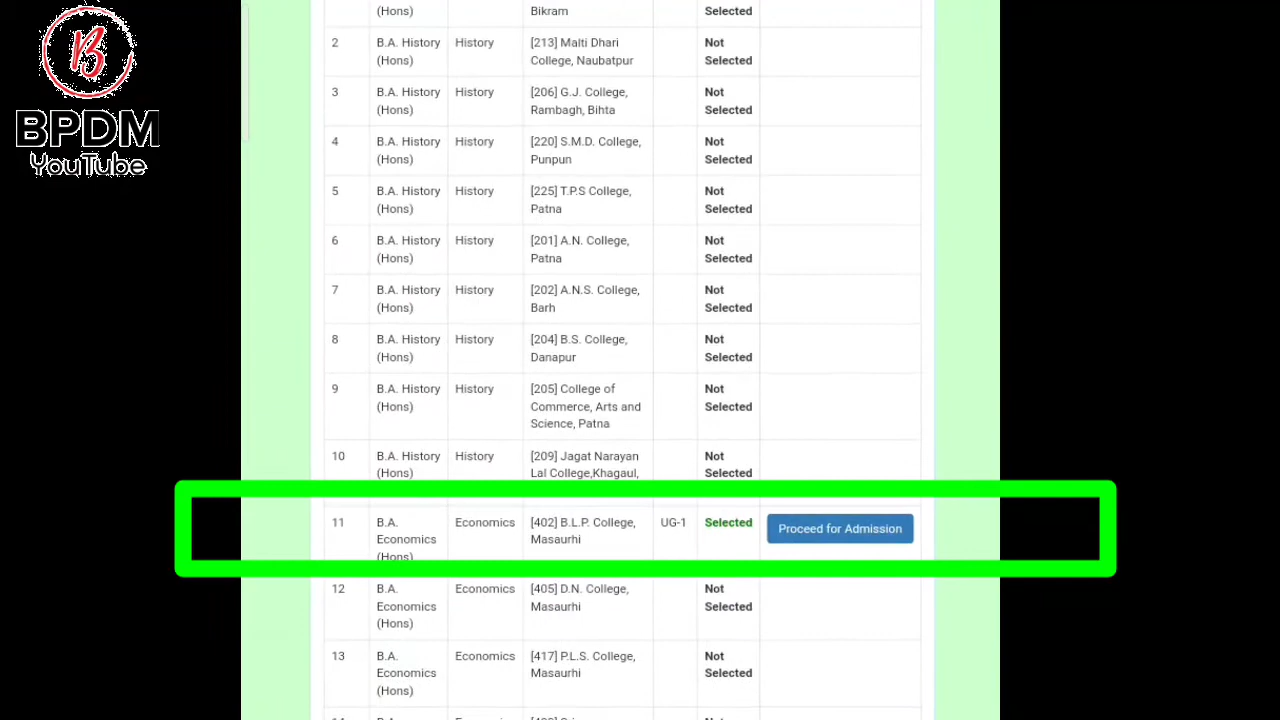 B
BPDM
YouTube
(Hons) Bikram Selected
2 B.A. History History [213] Malti Dhari Not
(Hons) College, Naubatpur Selected
3 B.A. History History [206] G.J. College, Not
(Hons) Rambagh, Bihta Selected
4 B.A. History History [220] S.M.D. College, Not
(Hons) Punpun Selected
5 B.A. History History [225] T.P.S College, Not
(Hons) Patna Selected
6 B.A. History History [201] A.N. College, Not
(Hons) Patna Selected
7 B.A. History History [202] A.N.S. College, Not
(Hons) Barh Selected
8 B.A. History History [204] B.S. College, Not
(Hons) Danapur Selected
9 B.A. History History [205] College of Not
(Hons) Commerce, Arts and Selected
Science, Patna
10 B.A. History History [209] Jagat Narayan Not
(Hons) Lal College,Khagaul, Selected
11 B.A. Economics [402] B.L.P. College, UG-1 Selected Proceed for Admission
Economics Masaurhi
(Hons)
12 B.A. Economics [405] D.N. College, Not
Economics Masaurhi Selected
(Hons)
13 B.A. Economics [417] P.L.S. College, Not
Economics Masaurhi Selected
(Hons)